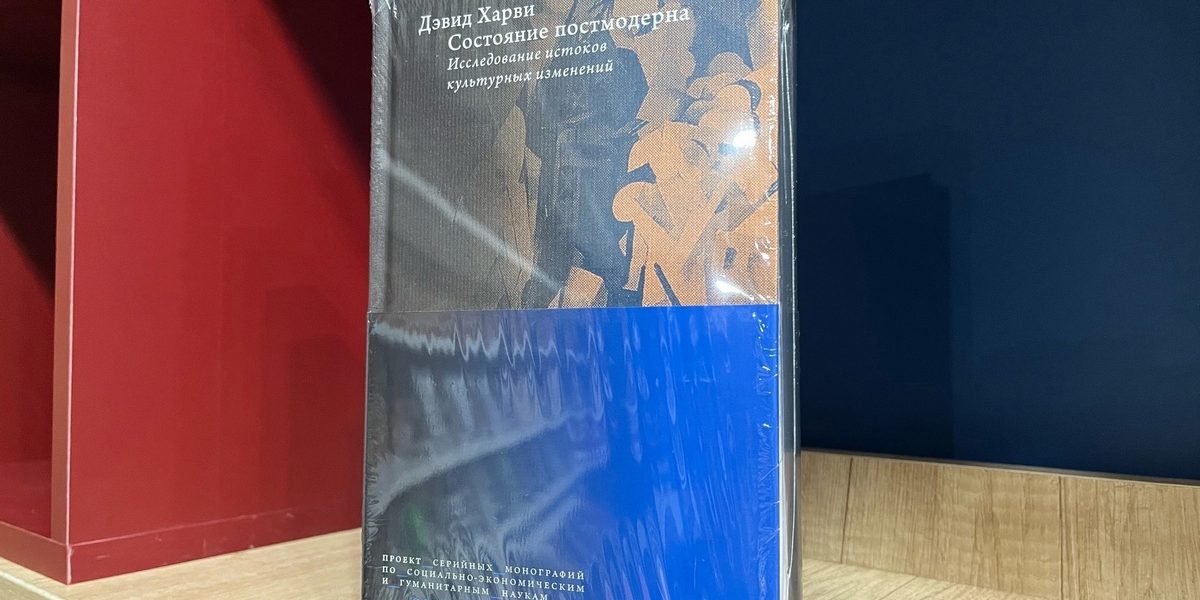 Дэвид Харви
Состояние постмодерна
Исследование истоков
культурных изменений
ПРОЕКТ СЕРИЙНЫХ МОНОГРАФИЙ
ПО СОЦИАЛЬНО-ЭКОНОМИЧЕСКИМ
И ГУМАНИТАРНЫМ НАУКАМ